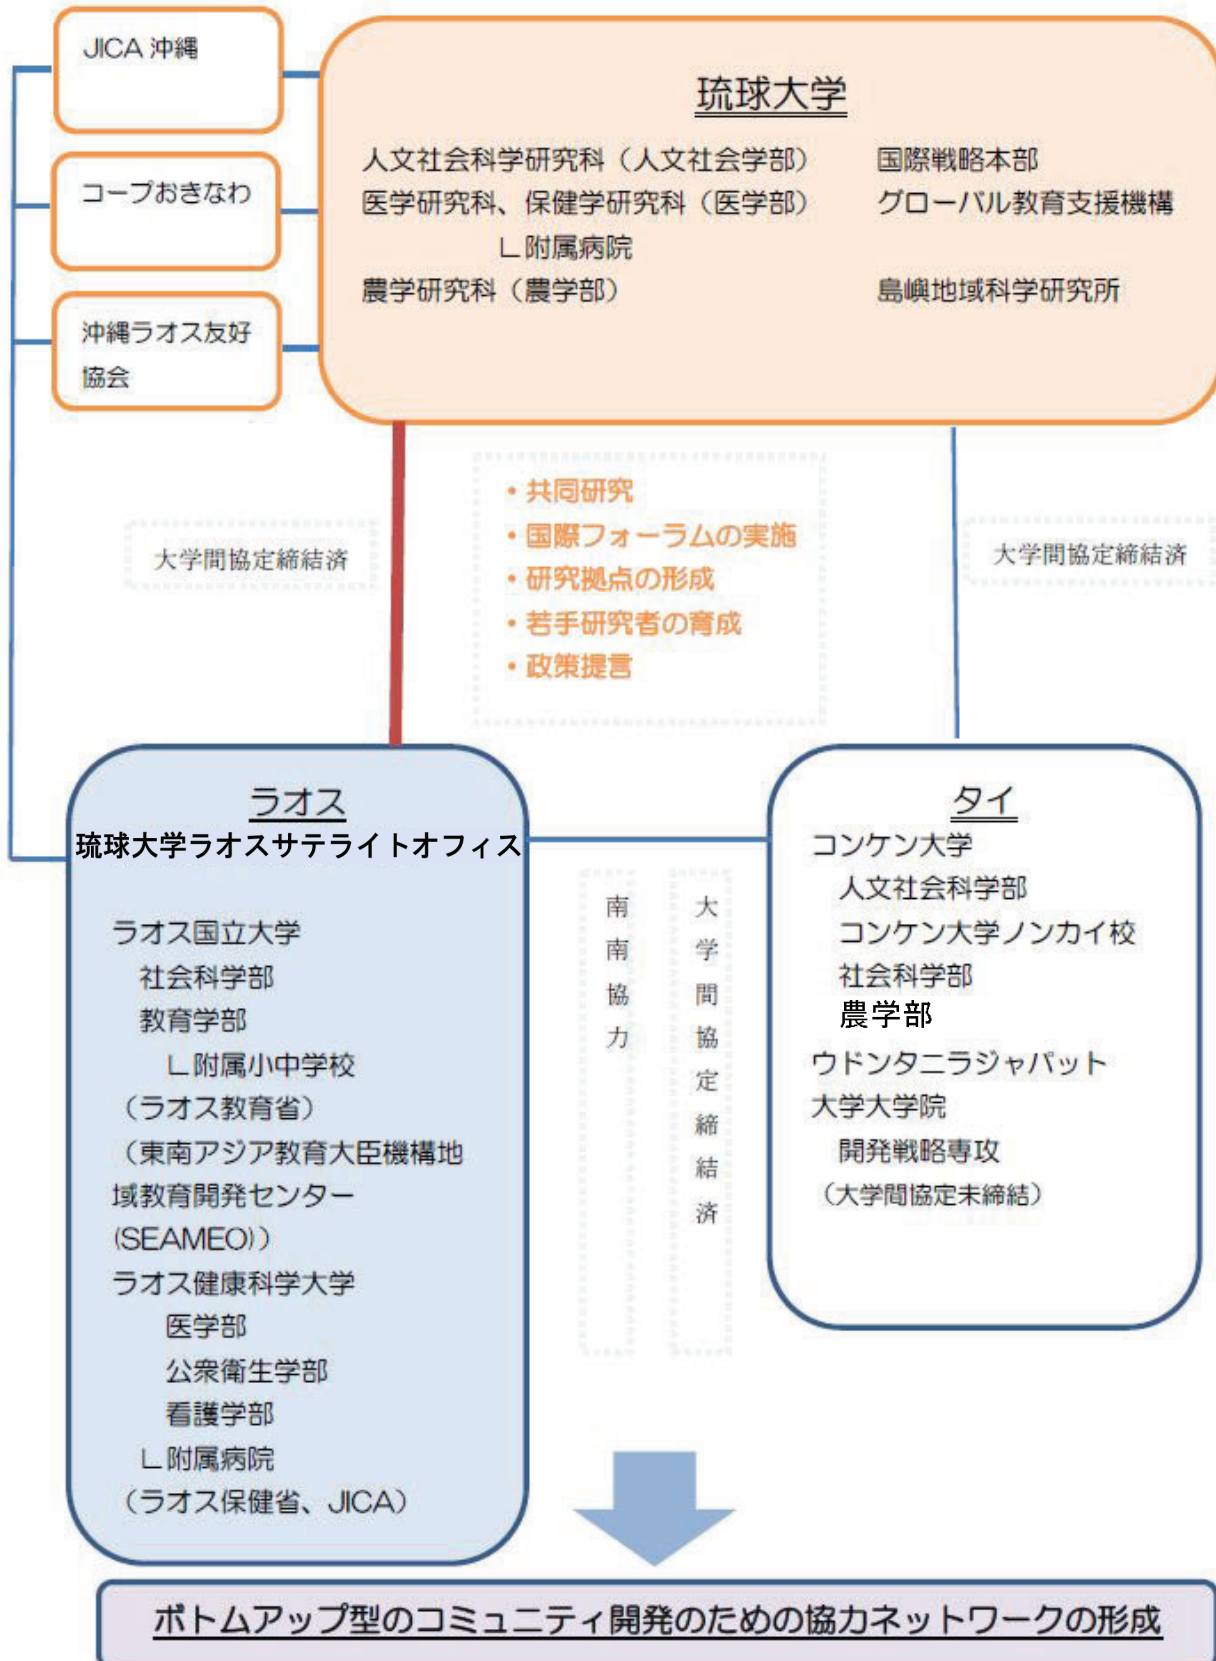 JICA 沖縄
コープおきなわ
沖縄ラオス友好
協会
琉球大学
人文社会科学研究科（人文社会学部）
医学研究科、保健学研究科（医学部）
∟附属病院
農学研究科（農学部）
国際戦略本部
グローバル教育支援機構
島嶼地域科学研究所
大学間協定締結済
・共同研究
・国際フォーラムの実施
・研究拠点の形成
・若手研究者の育成
・政策提言
大学間協定締結済
ラオス
琉球大学ラオスサテライトオフィス
ラオス国立大学
社会科学部
教育学部
∟附属小中学校
（ラオス教育省）
（東南アジア教育大臣機構地
域教育開発センター
(SEAMEO)）
ラオス健康科学大学
医学部
公衆衛生学部
看護学部
∟附属病院
（ラオス保健省、JICA）
南南協力
大学間協定締結済
タイ
コンケン大学
人文社会科学部
コンケン大学ノンカイ校
社会科学部
農学部
ウドンタニラジャパット
大学大学院
開発戦略専攻
（大学間協定未締結）
ボトムアップ型のコミュニティ開発のための協力ネットワークの形成